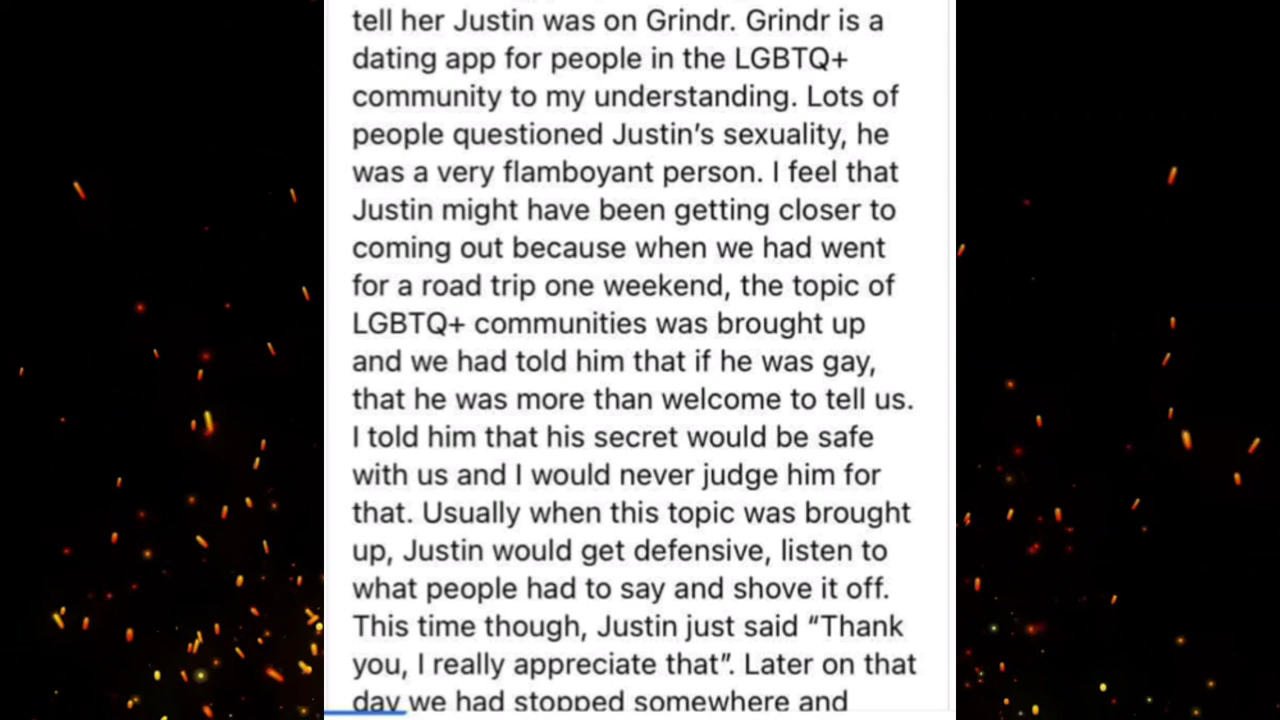 tell her Justin was on Grindr. Grindr is a
dating app for people in the LGBTQ+
community to my understanding. Lots of
people questioned Justin's sexuality, he
was a very flamboyant person. I feel that
Justin might have been getting closer to
coming out because when we had went
for a road trip one weekend, the topic of
LGBTQ+ communities was brought up
and we had told him that if he was gay,
that he was more than welcome to tell us.
I told him that his secret would be safe
with us and I would never judge him for
that. Usually when this topic was brought
up, Justin would get defensive, listen to
what people had to say and shove it off.
This time though, Justin just said “Thank
you, I really appreciate that”. Later on that
day we had stopped somewhere and